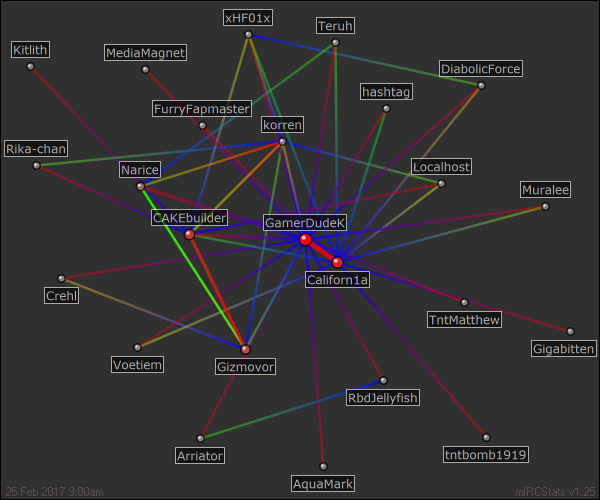 xHF01x
Teruh
Kitlith
MediaMagnet
DiabolicForce
hashtag
FurryFapmaster
korren
Rika-chan
Narice
Localhost
Muralee
CAKEbuilder
GamerDudeK
Californ1a
Crehl
TntMatthew
Gigabitten
Voetiem
Gizmovor
RbdJellyfish
Arriator
tntbomb1919
AquaMark
25 Feb 2017 9:00am
mIRCStats v1.25